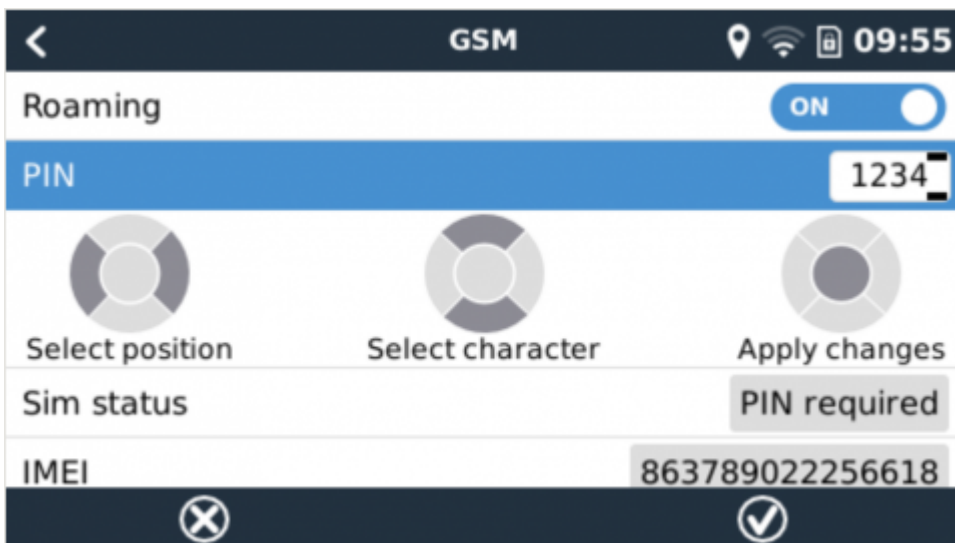 GSM 09:55
Roaming ON
PIN 1234
Select position Select character Apply changes
Sim status PIN required
IMEI 863789022256618